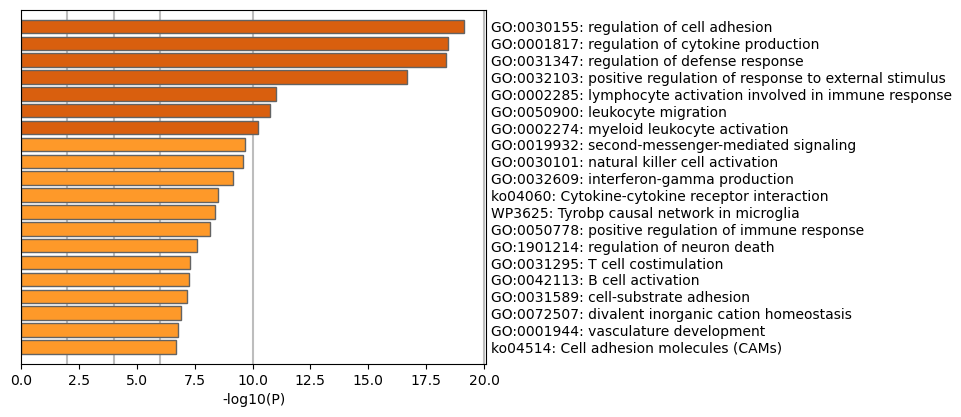 GO:0030155: regulation of cell adhesion
GO:0001817: regulation of cytokine production
GO:0031347: regulation of defense response
GO:0032103: positive regulation of response to external stimulus
GO:0002285: lymphocyte activation involved in immune response
GO:0050900: leukocyte migration
GO:0002274: myeloid leukocyte activation
GO:0019932: second-messenger-mediated signaling
GO:0030101: natural killer cell activation
GO:0032609: interferon-gamma production
ko04060: Cytokine-cytokine receptor interaction
WP3625: Tyrobp causal network in microglia
GO:0050778: positive regulation of immune response
GO:1901214: regulation of neuron death
GO:0031295: T cell costimulation
GO:0042113: B cell activation
GO:0031589: cell-substrate adhesion
GO:0072507: divalent inorganic cation homeostasis
GO:0001944: vasculature development
ko04514: Cell adhesion molecules (CAMs)
0.0 2.5 5.0 7.5 10.0 12.5 15.0 17.5 20.0
-log10(P)